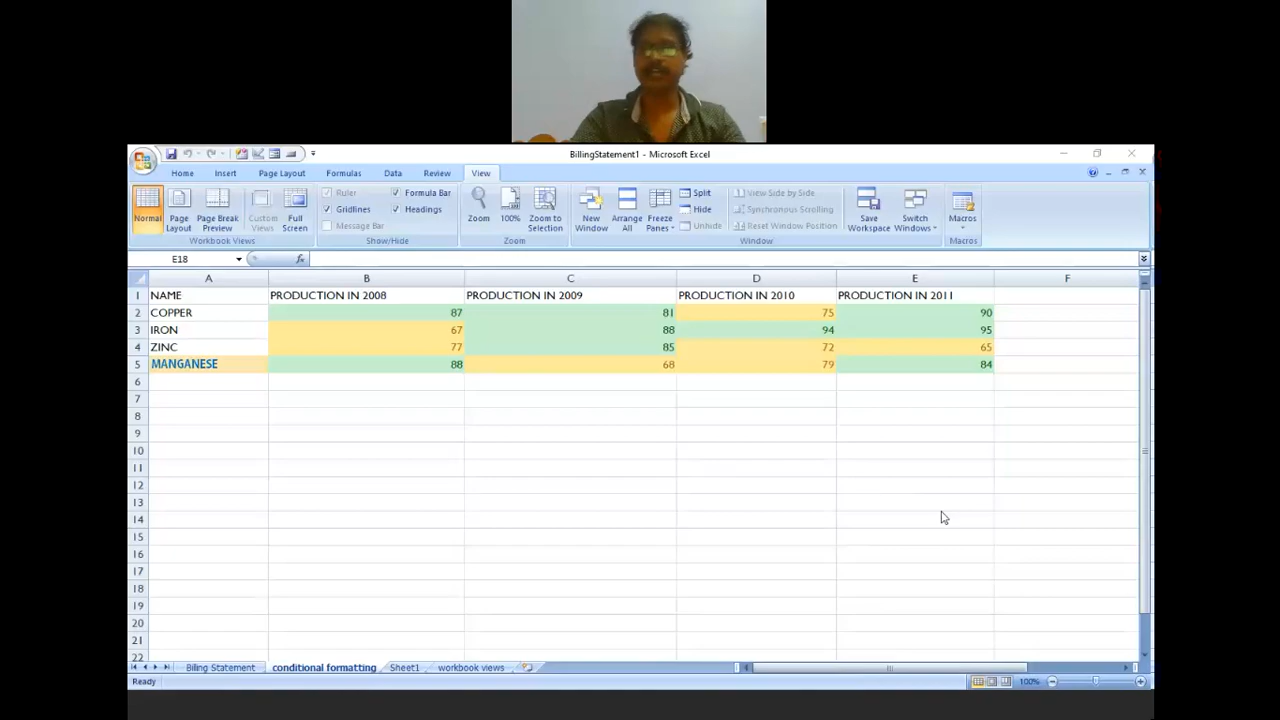 BillingStatement1 - Microsoft Excel
Home Insert Page Layout Formulas Data Review View
Normal
Page Layout
Page Break Preview
Custom Views
Full Screen
Workbook Views
Ruler
Formula Bar
Gridlines
Headings
Message Bar
Show/Hide
Zoom
100%
Zoom to Selection
Zoom
New Window
Arrange All
Freeze Panes
Split
Hide
Unhide
View Side by Side
Synchronous Scrolling
Reset Window Position
Window
Save Workspace
Switch Windows
Macros
Macros
E18 fx
A B C D E F
1 NAME PRODUCTION IN 2008 PRODUCTION IN 2009 PRODUCTION IN 2010 PRODUCTION IN 2011
2 COPPER 87 81 75 90
3 IRON 67 88 94 95
4 ZINC 77 85 72 65
5 MANGANESE 88 68 79 84
6
7
8
9
10
11
12
13
14
15
16
17
18
19
20
21
22
Billing Statement conditional formatting Sheet1 workbook views
Ready 100%